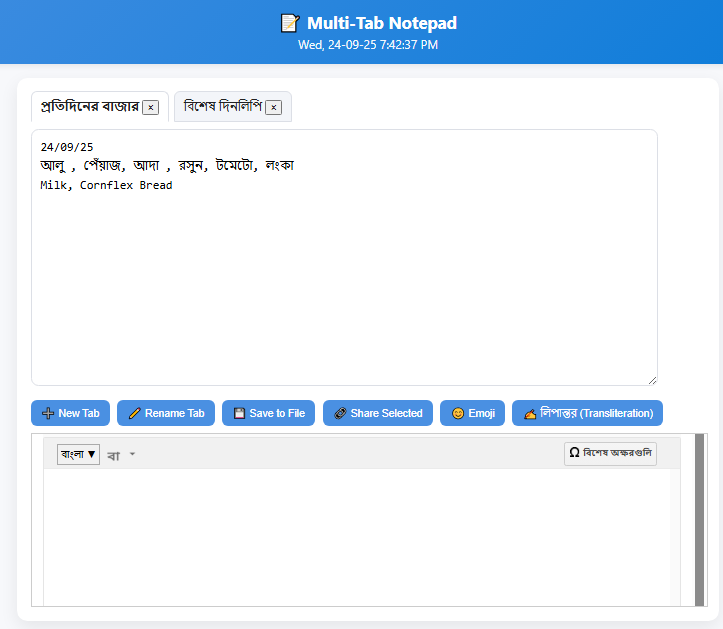 📝 Multi-Tab Notepad
Wed, 24-09-25 7:42:37 PM
প্রতিদিনের বাজার × বিশেষ দিনলিপি ×
24/09/25
আলু , পেঁয়াজ, আদা , রসুন, টমেটো, লংকা
Milk, Cornflex Bread
➕ New Tab ✏️ Rename Tab 💾 Save to File 🔗 Share Selected 😊 Emoji ✍️ লিপান্তর (Transliteration)
বাংলা ▼ বা Ω বিশেষ অক্ষরগুলি